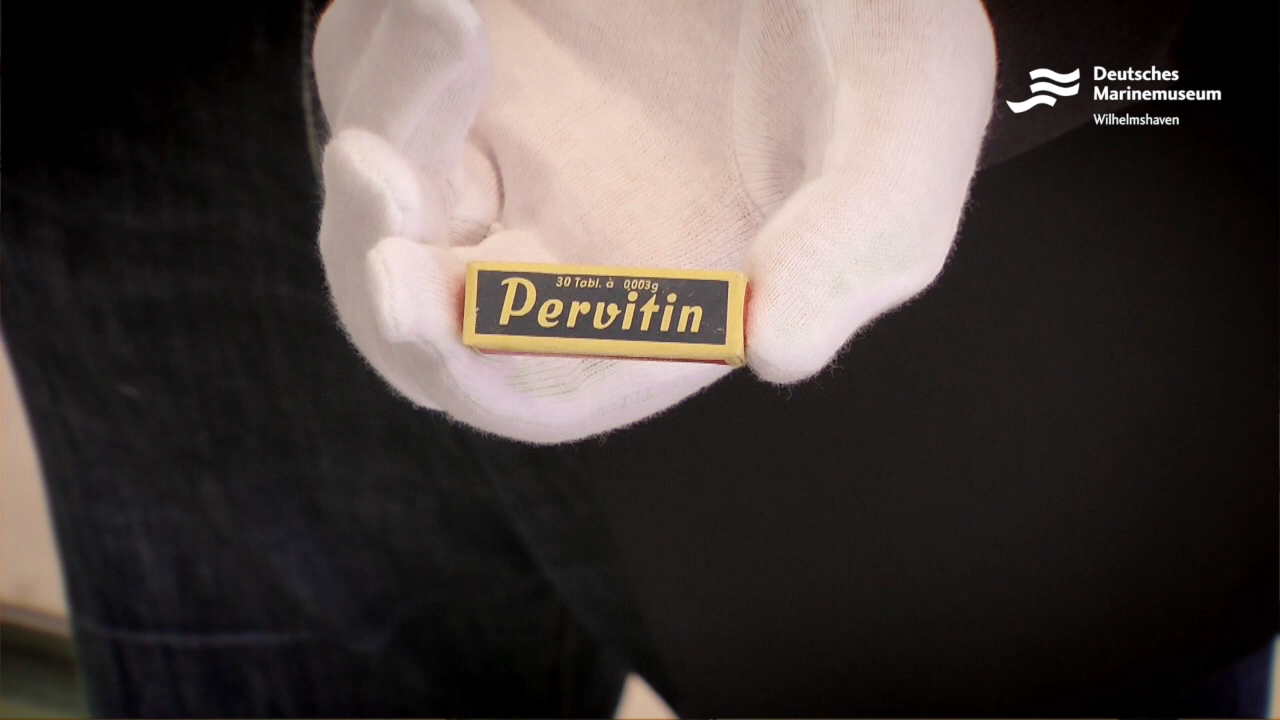 Deutsches
Marinemuseum
Wilhelmshaven
30 Tabl. à 0,003g
Pervitin